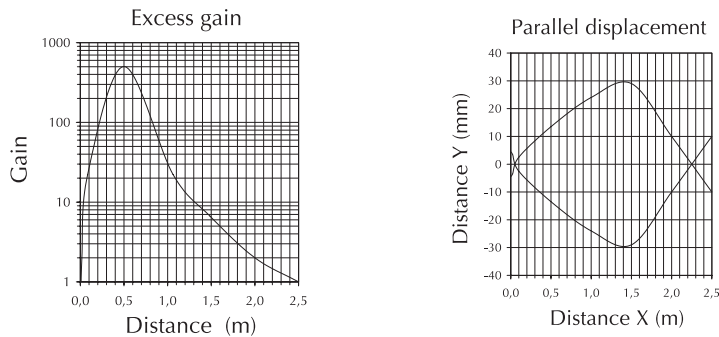 Excess gain
1000
100
10
1
Gain
0,0 0,5 1,0 1,5 2,0 2,5
Distance (m)
Parallel displacement
40
30
20
10
0
-10
-20
-30
-40
Distance Y (mm)
0,0 0,5 1,0 1,5 2,0 2,5
Distance X (m)